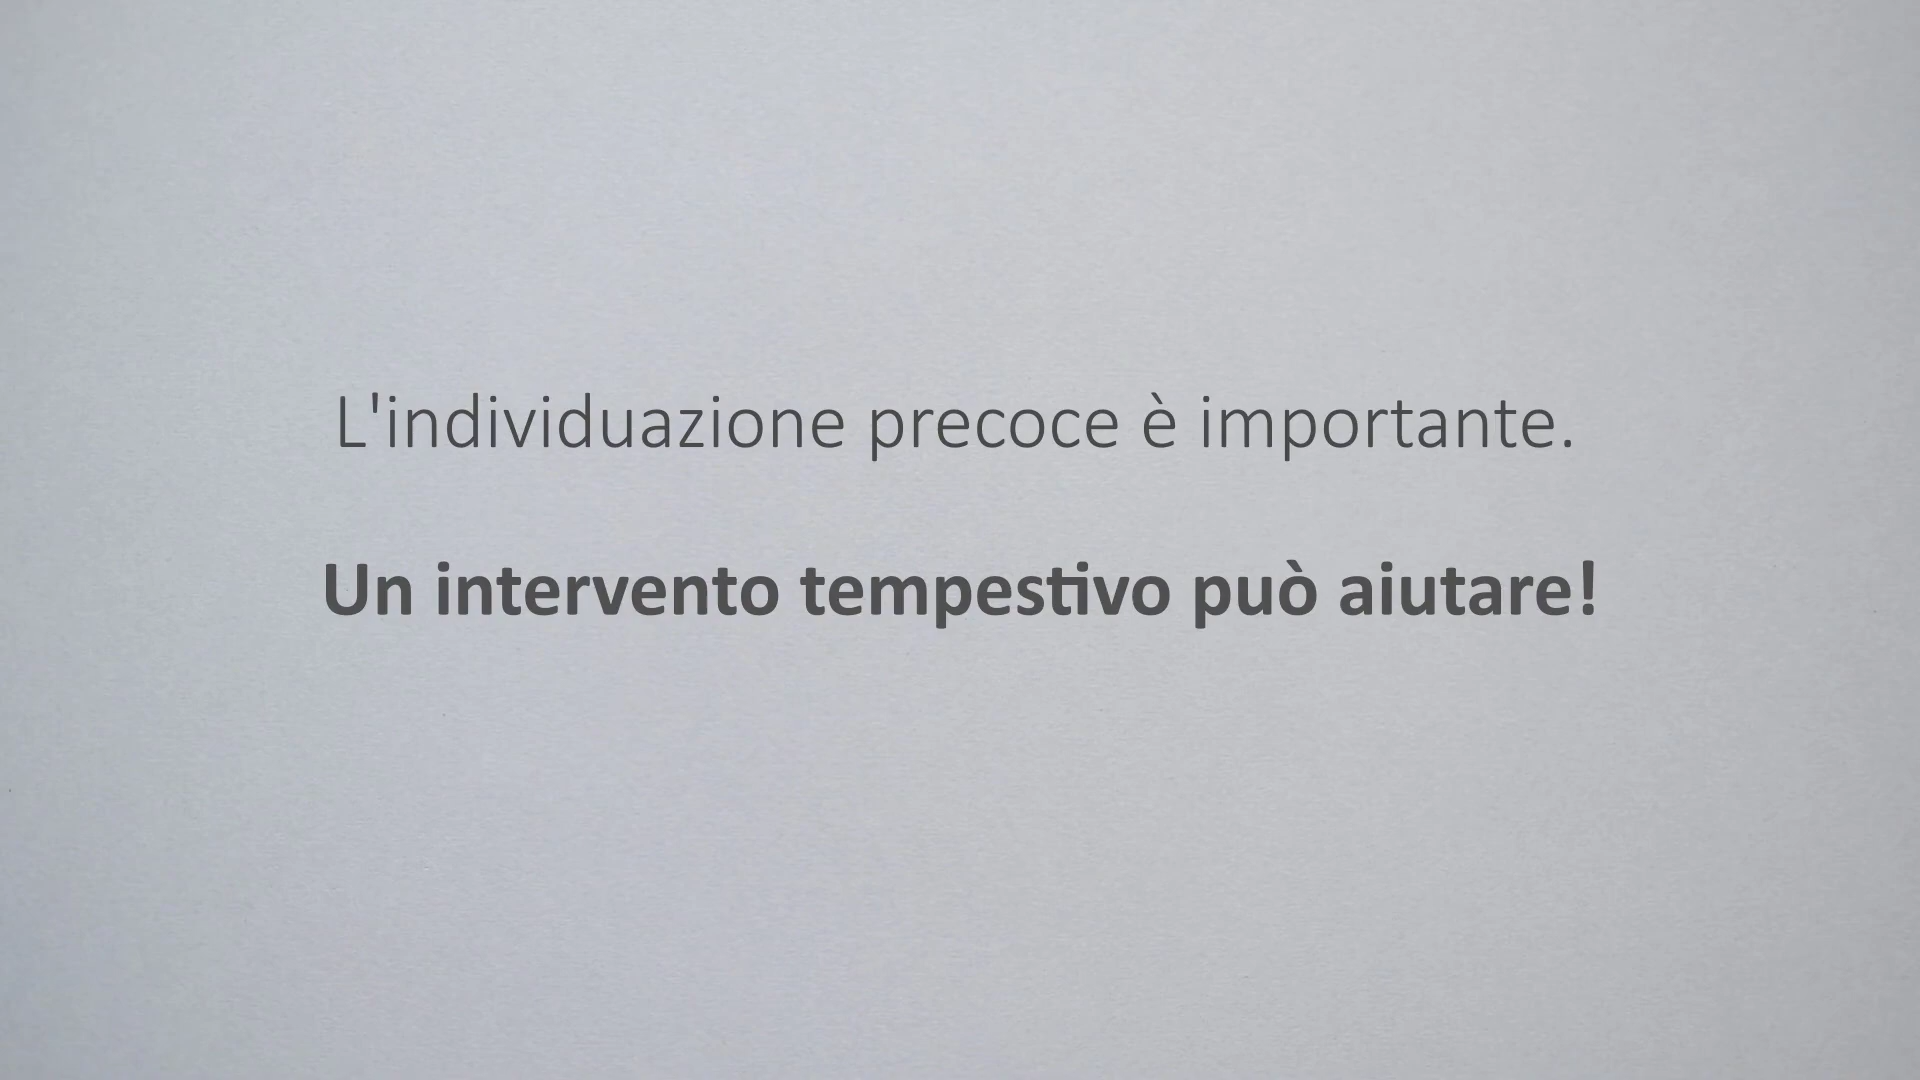 L'individuazione precoce è importante.
Un intervento tempestivo può aiutare!